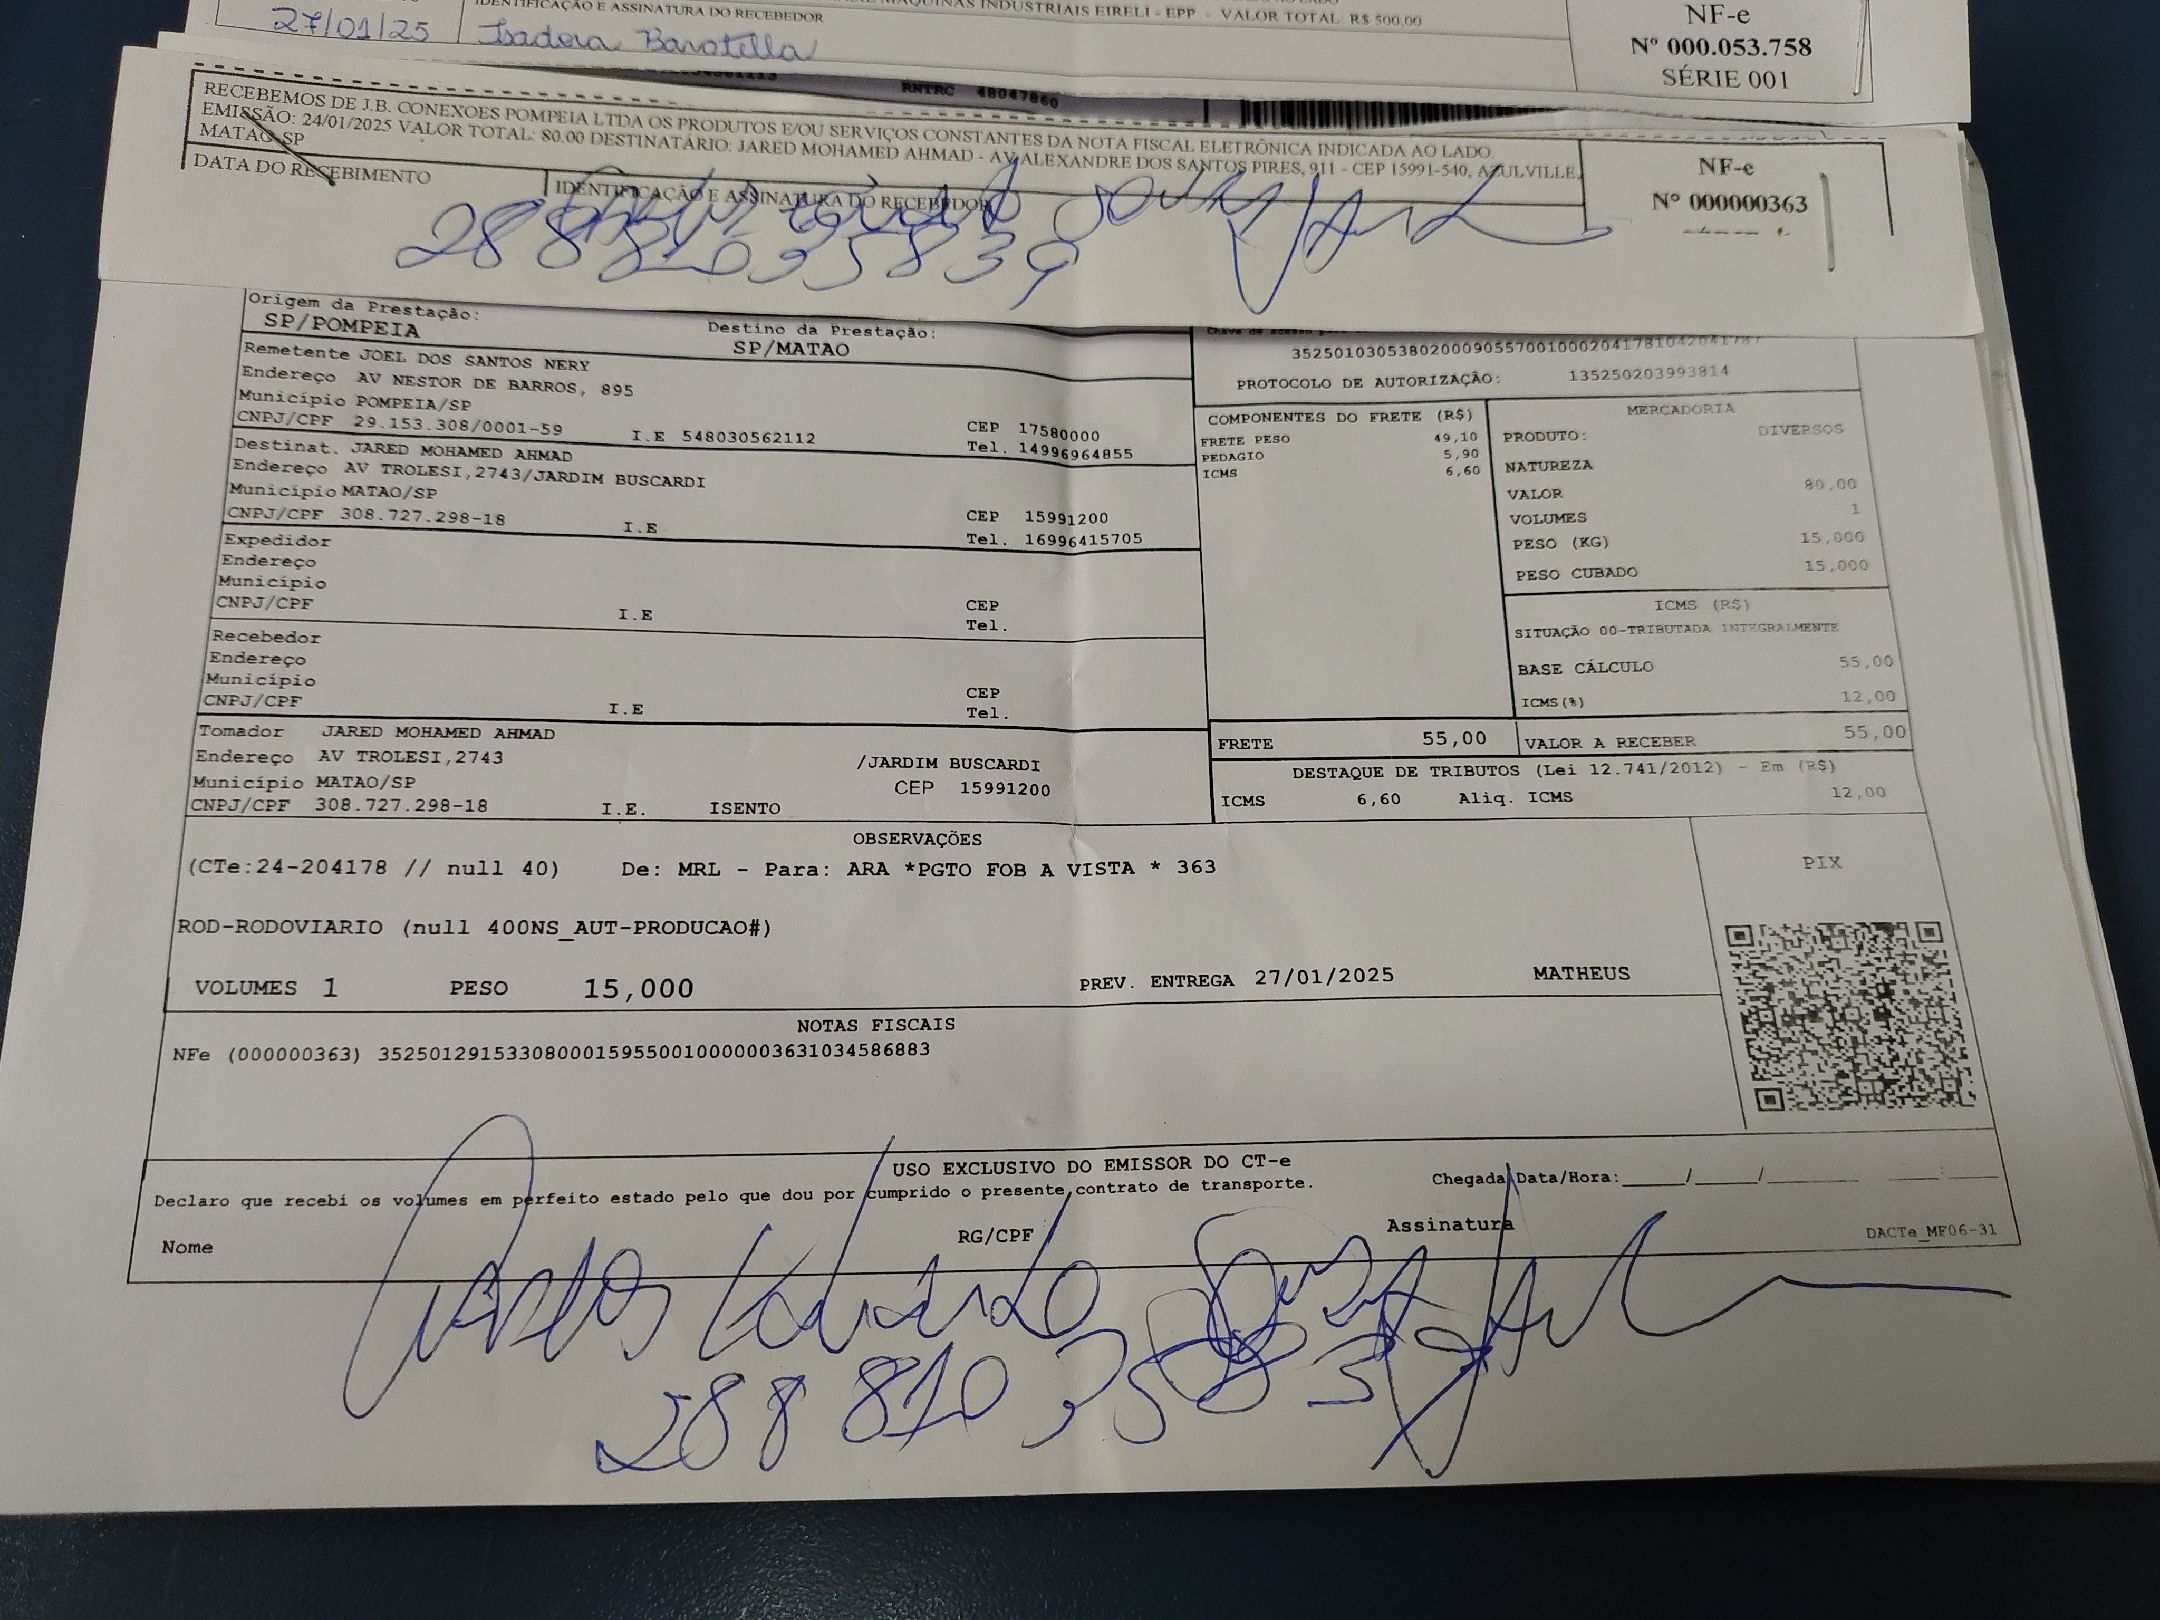 IDENTIFICAÇÃO E ASSINATURA DO RECEBEDOR
MAQUINAS INDUSTRIAIS EIRELI - EPP - VALOR TOTAL: R$ 500,00
27/01/25 Isadora Baratella
NF-e
Nº 000.053.758
SÉRIE 001
RNTRC 48047860
RECEBEMOS DE J.B. CONEXOES POMPEIA LTDA OS PRODUTOS E/OU SERVIÇOS CONSTANTES DA NOTA FISCAL ELETRÔNICA INDICADA AO LADO.
EMISSÃO: 24/01/2025 VALOR TOTAL: 80.00 DESTINATÁRIO: JARED MOHAMED AHMAD - AV ALEXANDRE DOS SANTOS PIRES, 911 - CEP 15991-540, AZULVILLE,
MATAO-SP
DATA DO RECEBIMENTO
IDENTIFICAÇÃO E ASSINATURA DO RECEBEDOR
NF-e
Nº 000000363
Origem da Prestação:
SP/POMPEIA
Destino da Prestação:
SP/MATAO
Remetente JOEL DOS SANTOS NERY
Endereço AV NESTOR DE BARROS, 895
Município POMPEIA/SP
CNPJ/CPF 29.153.308/0001-59 I.E 548030562112
CEP 17580000
Tel. 14996964855
Destinat. JARED MOHAMED AHMAD
Endereço AV TROLESI,2743/JARDIM BUSCARDI
Município MATAO/SP
CNPJ/CPF 308.727.298-18 I.E
CEP 15991200
Tel. 16996415705
Expedidor
Endereço
Município
CNPJ/CPF I.E
CEP
Tel.
Recebedor
Endereço
Município
CNPJ/CPF I.E
CEP
Tel.
Tomador JARED MOHAMED AHMAD
Endereço AV TROLESI,2743 /JARDIM BUSCARDI
Município MATAO/SP CEP 15991200
CNPJ/CPF 308.727.298-18 I.E. ISENTO
PROTOCOLO DE AUTORIZAÇÃO: 135250203993814
COMPONENTES DO FRETE (R$)
FRETE PESO 49,10
PEDAGIO 5,90
ICMS 6,60
MERCADORIA
PRODUTO: DIVERSOS
NATUREZA
VALOR 80,00
VOLUMES 1
PESO (KG) 15,000
PESO CUBADO 15,000
ICMS (R$)
SITUAÇÃO 00-TRIBUTADA INTEGRALMENTE
BASE CÁLCULO 55,00
ICMS(%) 12,00
FRETE 55,00 VALOR A RECEBER 55,00
DESTAQUE DE TRIBUTOS (Lei 12.741/2012) - Em (R$)
ICMS 6,60 Aliq. ICMS 12,00
OBSERVAÇÕES
(CTe:24-204178 // null 40) De: MRL - Para: ARA *PGTO FOB A VISTA * 363
PIX
ROD-RODOVIARIO (null 400NS_AUT-PRODUCAO#)
VOLUMES 1 PESO 15,000 PREV. ENTREGA 27/01/2025 MATHEUS
NOTAS FISCAIS
NFe (000000363) 35250129153308000159550010000003631034586883
USO EXCLUSIVO DO EMISSOR DO CT-e
Declaro que recebi os volumes em perfeito estado pelo que dou por cumprido o presente contrato de transporte.
Chegada Data/Hora:_____/_____/_______ ____:____
Nome RG/CPF Assinatura
DACTe_MF06-31